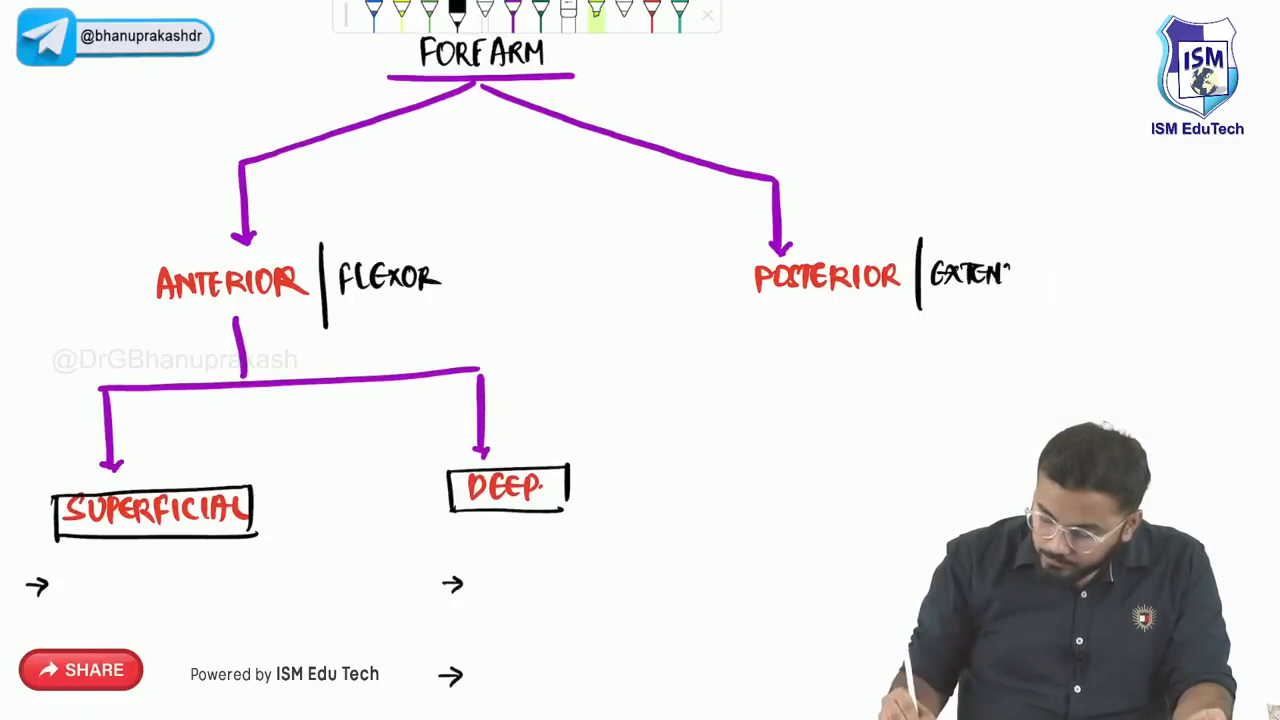 @bhanuprakashdr
FOREARM
ISM
ISM EduTech
ANTERIOR | FLEXOR
POSTERIOR | EXTEN
@DrGBhanuprakash
SUPERFICIAL
DEEP.
→
→
SHARE
Powered by ISM Edu Tech
→